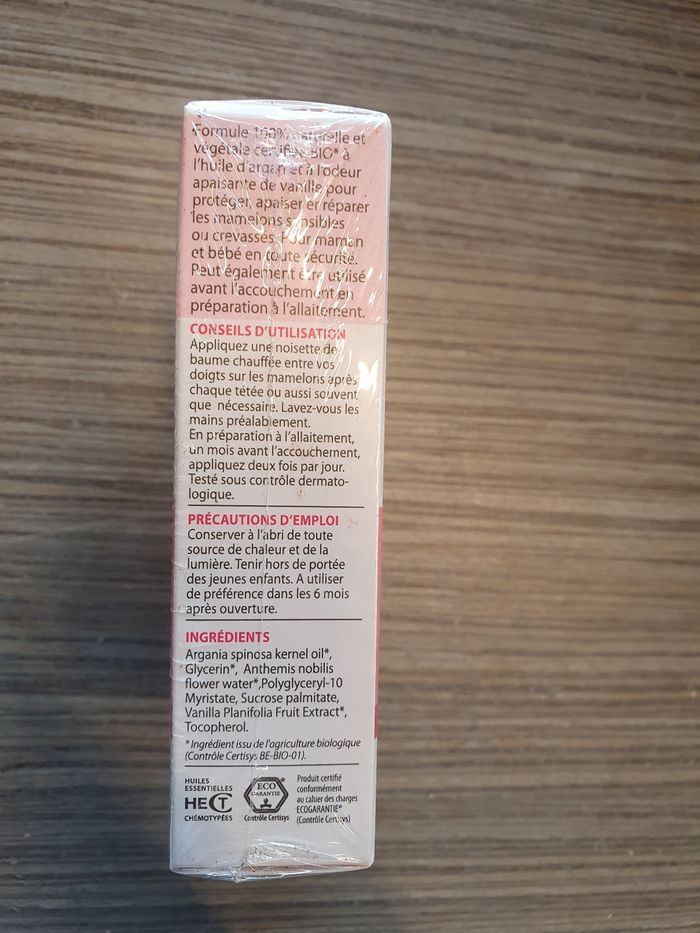 Formule 100% naturelle et
végétale certifiée BIO* à
l'huile d'argan et à l'odeur
apaisante de vanille pour
protéger, apaiser et réparer
les mamelons sensibles
ou crevassés. Pour maman
et bébé en toute sécurité.
Peut également être utilisé
avant l'accouchement en
préparation à l'allaitement.
CONSEILS D'UTILISATION
Appliquez une noisette de
baume chauffée entre vos
doigts sur les mamelons après
chaque tétée ou aussi souvent
que nécessaire. Lavez-vous les
mains préalablement.
En préparation à l'allaitement,
un mois avant l'accouchement,
appliquez deux fois par jour.
Testé sous contrôle dermato-
logique.
PRÉCAUTIONS D'EMPLOI
Conserver à l'abri de toute
source de chaleur et de la
lumière. Tenir hors de portée
des jeunes enfants. A utiliser
de préférence dans les 6 mois
après ouverture.
INGRÉDIENTS
Argania spinosa kernel oil*,
Glycerin*, Anthemis nobilis
flower water*,Polyglyceryl-10
Myristate, Sucrose palmitate,
Vanilla Planifolia Fruit Extract*,
Tocopherol.
* Ingrédient issu de l'agriculture biologique
(Contrôle Certisys BE-BIO-01).
HUILES
ESSENTIELLES
HECT
CHÉMOTYPÉES
ECO
GARANTIE
Contrôle Certisys
Produit certifié
conformément
au cahier des charges
ECOGARANTIE®
(Contrôle Certisys)